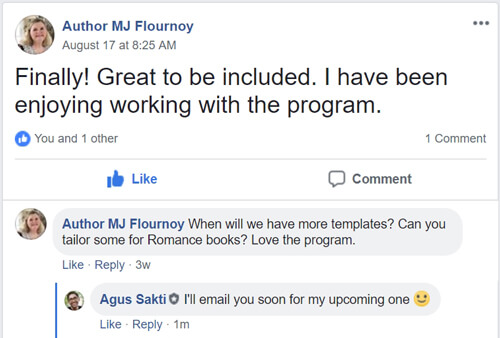 Author MJ Flournoy
August 17 at 8:25 AM
Finally! Great to be included. I have been
enjoying working with the program.
You and 1 other
1 Comment
Like
Comment
Author MJ Flournoy When will we have more templates? Can you
tailor some for Romance books? Love the program.
Like · Reply · 3w
Agus Sakti I'll email you soon for my upcoming one
Like · Reply · 1m